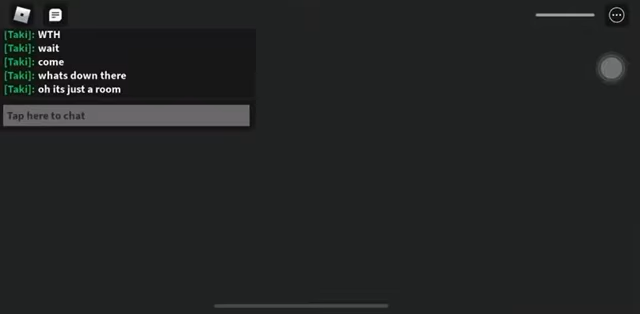 [Taki]: WTH
[Taki]: wait
[Taki]: come
[Taki]: whats down there
[Taki]: oh its just a room
Tap here to chat